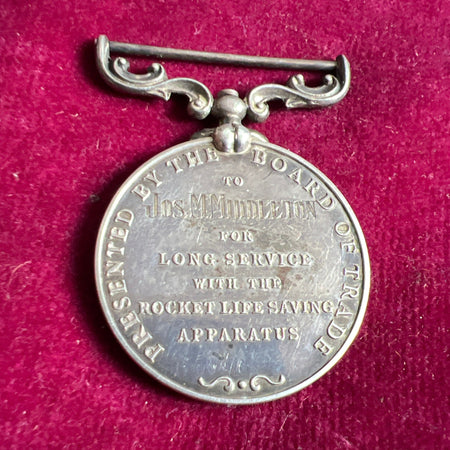 PRESENTED BY THE BOARD OF TRADE
TO
JOS. M. MIDDLETON
FOR
LONG SERVICE
WITH THE
ROCKET LIFE SAVING
APPARATUS